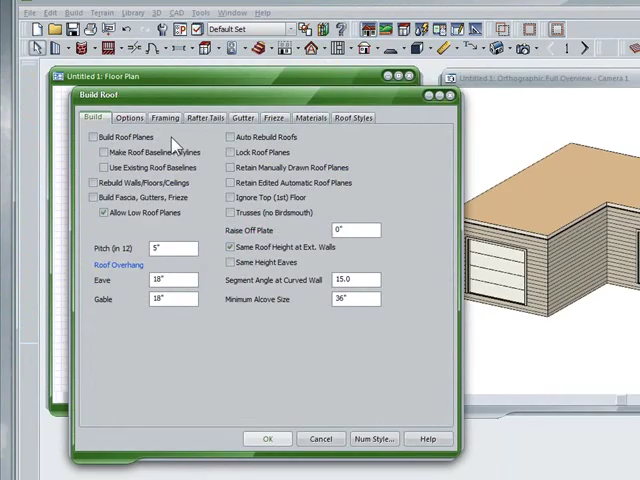 File Edit Build Terrain Library 3D CAD Tools Window Help
Default Set
1
Untitled 1: Floor Plan
Untitled 1: Orthographic Full Overview - Camera 1
Build Roof
Build Options Framing Rafter Tails Gutter Frieze Materials Roof Styles
Build Roof Planes
Auto Rebuild Roofs
Make Roof Baseline Polylines
Lock Roof Planes
Use Existing Roof Baselines
Retain Manually Drawn Roof Planes
Rebuild Walls/Floors/Ceilings
Retain Edited Automatic Roof Planes
Build Fascia, Gutters, Frieze
Ignore Top (1st) Floor
Allow Low Roof Planes
Trusses (no Birdsmouth)
Raise Off Plate 0"
Pitch (in 12) 5"
Same Roof Height at Ext. Walls
Roof Overhang
Same Height Eaves
Eave 18"
Segment Angle at Curved Wall 15.0
Gable 18"
Minimum Alcove Size 36"
OK Cancel Num Style... Help